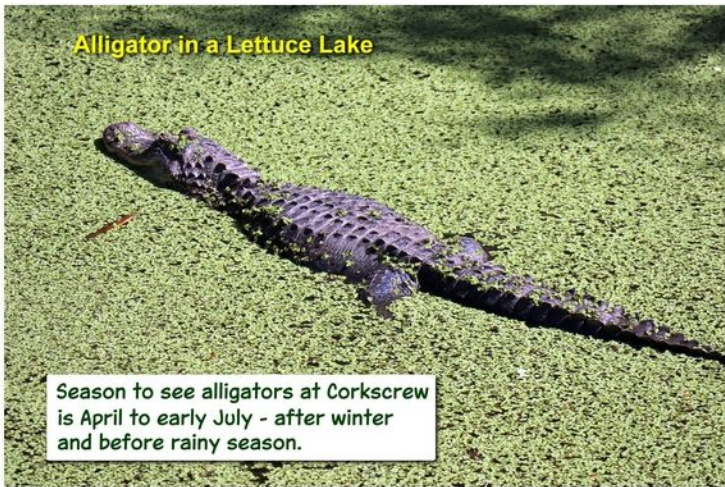 Alligator in a Lettuce Lake
Season to see alligators at Corkscrew
is April to early July - after winter
and before rainy season.